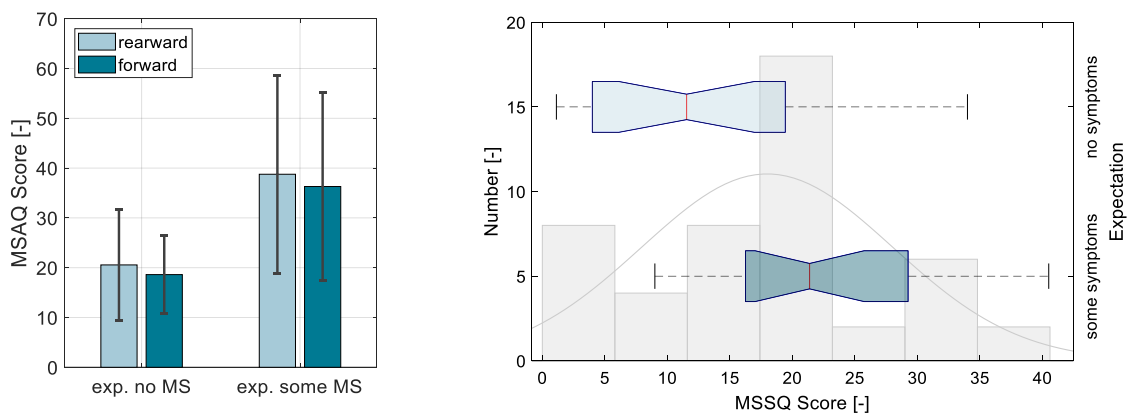 70
60
50
40
30
20
10
0
MSAQ Score [-]
rearward
forward
exp. no MS
exp. some MS
20
15
10
5
0
Number [-]
0 5 10 15 20 25 30 35 40
MSSQ Score [-]
no symptoms
some symptoms
Expectation